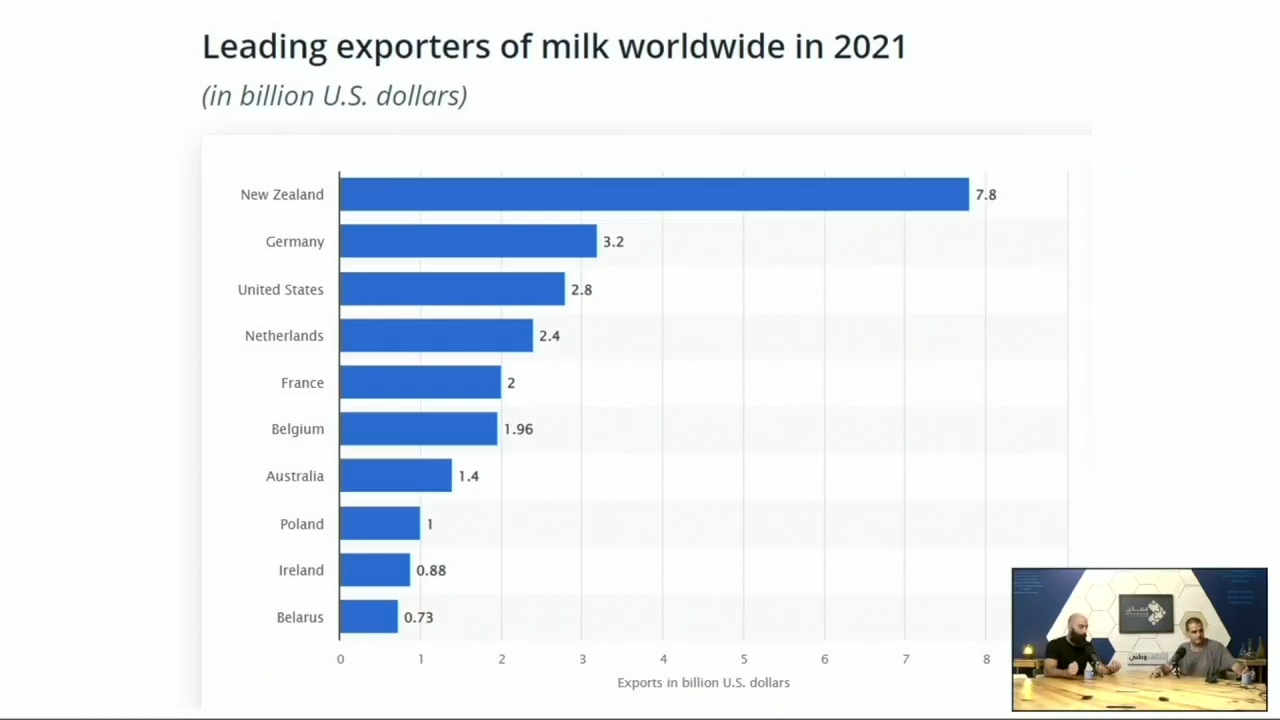 Leading exporters of milk worldwide in 2021
(in billion U.S. dollars)
New Zealand 7.8
Germany 3.2
United States 2.8
Netherlands 2.4
France 2
Belgium 1.96
Australia 1.4
Poland 1
Ireland 0.88
Belarus 0.73
0 1 2 3 4 5 6 7 8
Exports in billion U.S. dollars